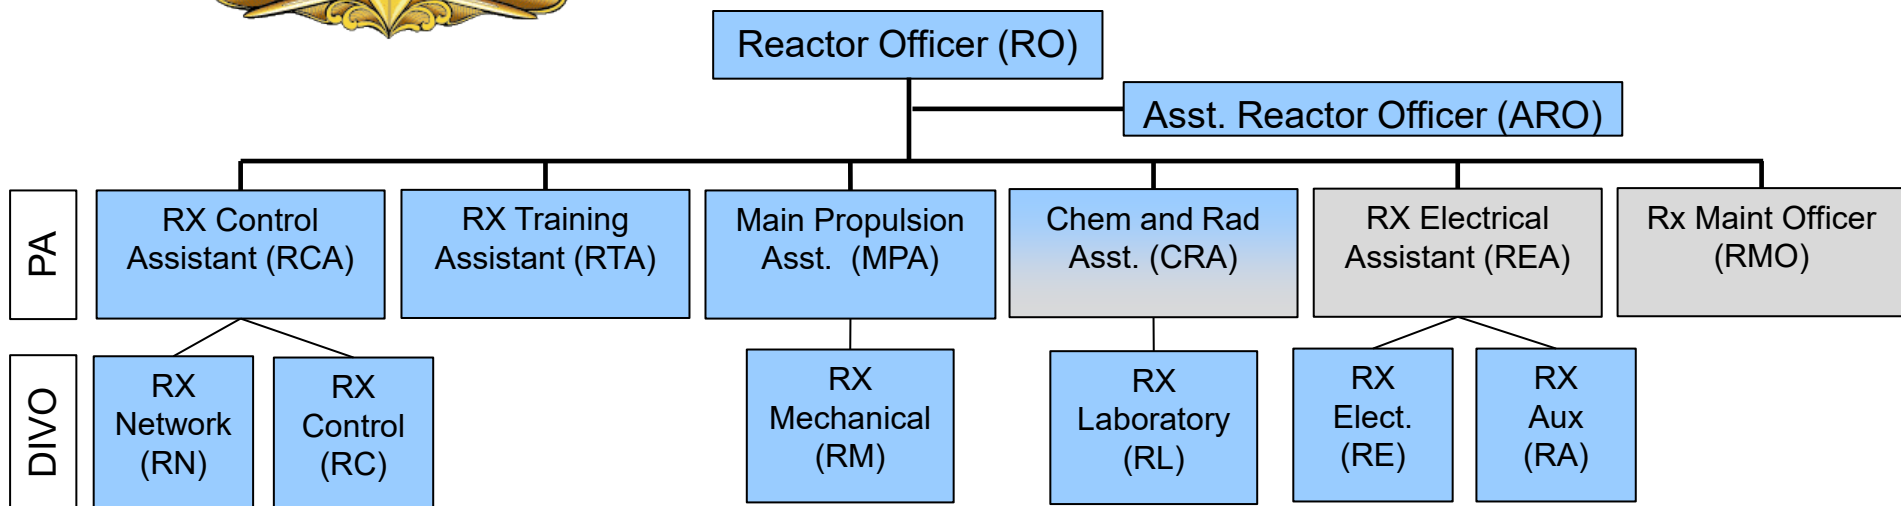 Reactor Officer (RO)
Asst. Reactor Officer (ARO)
PA
RX Control
Assistant (RCA)
RX Training
Assistant (RTA)
Main Propulsion
Asst.  (MPA)
Chem and Rad
Asst. (CRA)
RX Electrical
Assistant (REA)
Rx Maint Officer
(RMO)
DIVO
RX
Network
(RN)
RX
Control
(RC)
RX
Mechanical
(RM)
RX
Laboratory
(RL)
RX
Elect.
(RE)
RX
Aux
(RA)